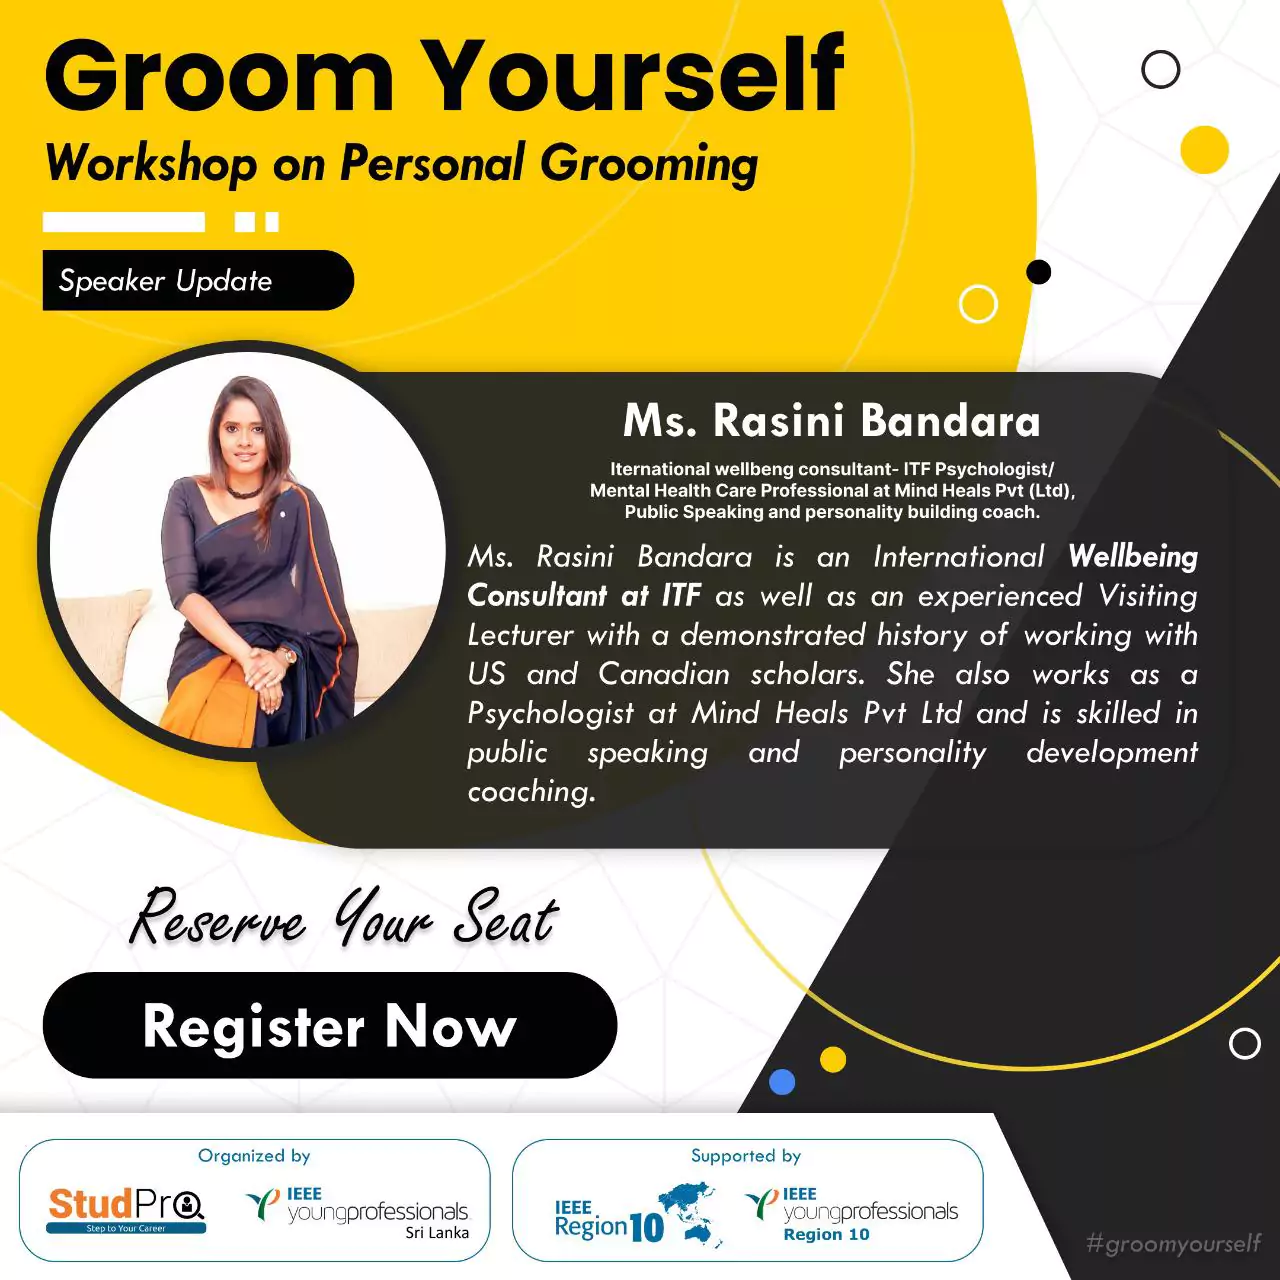 Groom Yourself
Workshop on Personal Grooming
Speaker Update
Ms. Rasini Bandara
Iternational wellbeng consultant- ITF Psychologist/
Mental Health Care Professional at Mind Heals Pvt (Ltd),
Public Speaking and personality building coach.
Ms. Rasini Bandara is an International Wellbeing
Consultant at ITF as well as an experienced Visiting
Lecturer with a demonstrated history of working with
US and Canadian scholars. She also works as a
Psychologist at Mind Heals Pvt Ltd and is skilled in
public speaking and personality development
coaching.
Reserve Your Seat
Register Now
Organized by
StudPro
Step to Your Career
IEEE
youngprofessionals
Sri Lanka
Supported by
IEEE
Region 10
IEEE
youngprofessionals
Region 10
#groomyourself